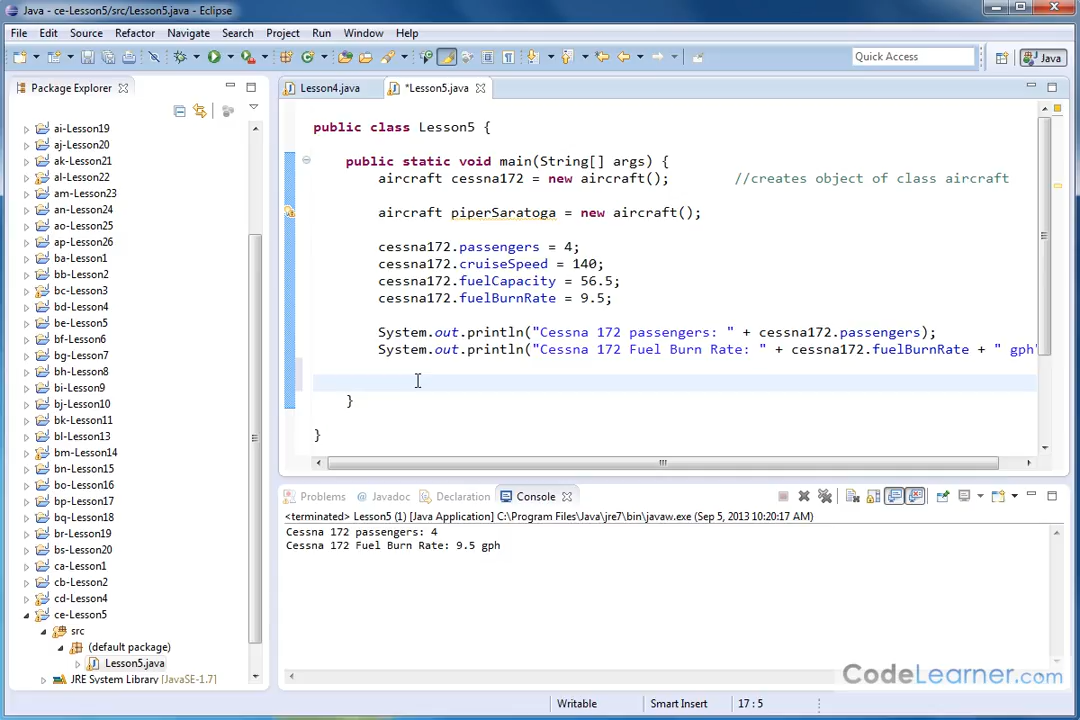 Java - ce-Lesson5/src/Lesson5.java - Eclipse
File Edit Source Refactor Navigate Search Project Run Window Help
Quick Access
Java
Package Explorer
ai-Lesson19
aj-Lesson20
ak-Lesson21
al-Lesson22
am-Lesson23
an-Lesson24
ao-Lesson25
ap-Lesson26
ba-Lesson1
bb-Lesson2
bc-Lesson3
bd-Lesson4
be-Lesson5
bf-Lesson6
bg-Lesson7
bh-Lesson8
bi-Lesson9
bj-Lesson10
bk-Lesson11
bl-Lesson13
bm-Lesson14
bn-Lesson15
bo-Lesson16
bp-Lesson17
bq-Lesson18
br-Lesson19
bs-Lesson20
ca-Lesson1
cb-Lesson2
cd-Lesson4
ce-Lesson5
src
(default package)
Lesson5.java
JRE System Library [JavaSE-1.7]
Lesson4.java
*Lesson5.java
public class Lesson5 {
public static void main(String[] args) {
aircraft cessna172 = new aircraft(); //creates object of class aircraft
aircraft piperSaratoga = new aircraft();
cessna172.passengers = 4;
cessna172.cruiseSpeed = 140;
cessna172.fuelCapacity = 56.5;
cessna172.fuelBurnRate = 9.5;
System.out.println("Cessna 172 passengers: " + cessna172.passengers);
System.out.println("Cessna 172 Fuel Burn Rate: " + cessna172.fuelBurnRate + " gph"
}
}
Problems @ Javadoc Declaration Console
<terminated> Lesson5 (1) [Java Application] C:\Program Files\Java\jre7\bin\javaw.exe (Sep 5, 2013 10:20:17 AM)
Cessna 172 passengers: 4
Cessna 172 Fuel Burn Rate: 9.5 gph
CodeLearner.com
Writable
Smart Insert
17 : 5